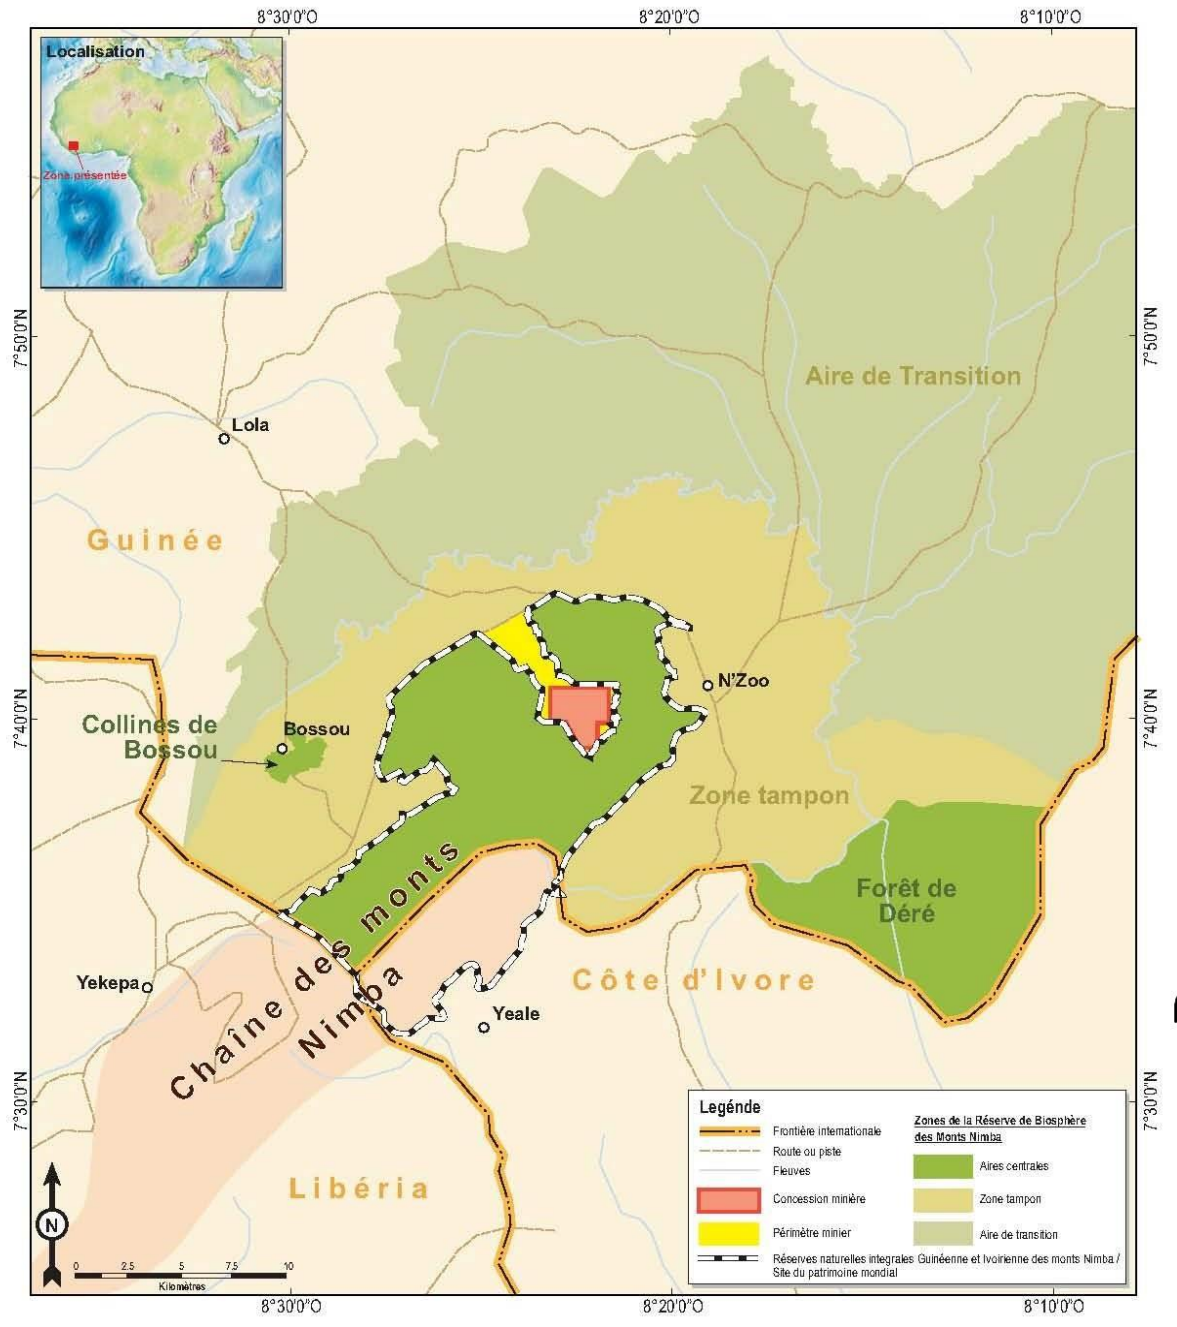 8°30'0"O
8°20'0"O
8°10'0"O
Localisation
Zone présentée
7°50'0"N
7°50'0"N
Aire de Transition
Lola
Guinée
N'Zoo
7°40'0"N
7°40'0"N
Collines de
Bossou
Bossou
Zone tampon
Forêt de
Déré
Chaîne des monts
Nimba
Yekepa
Côte d'Ivore
Yeale
7°30'0"N
7°30'0"N
Libéria
N
0 2.5 5 7.5 10
Kilomètres
Legénde
Frontière internationale
Route ou piste
Fleuves
Concession minière
Périmètre minier
Réserves naturelles integrales Guinéenne et Ivoirienne des monts Nimba /
Site du patrimoine mondial
Zones de la Réserve de Biosphère
des Monts Nimba
Aires centrales
Zone tampon
Aire de transition
8°30'0"O
8°20'0"O
8°10'0"O